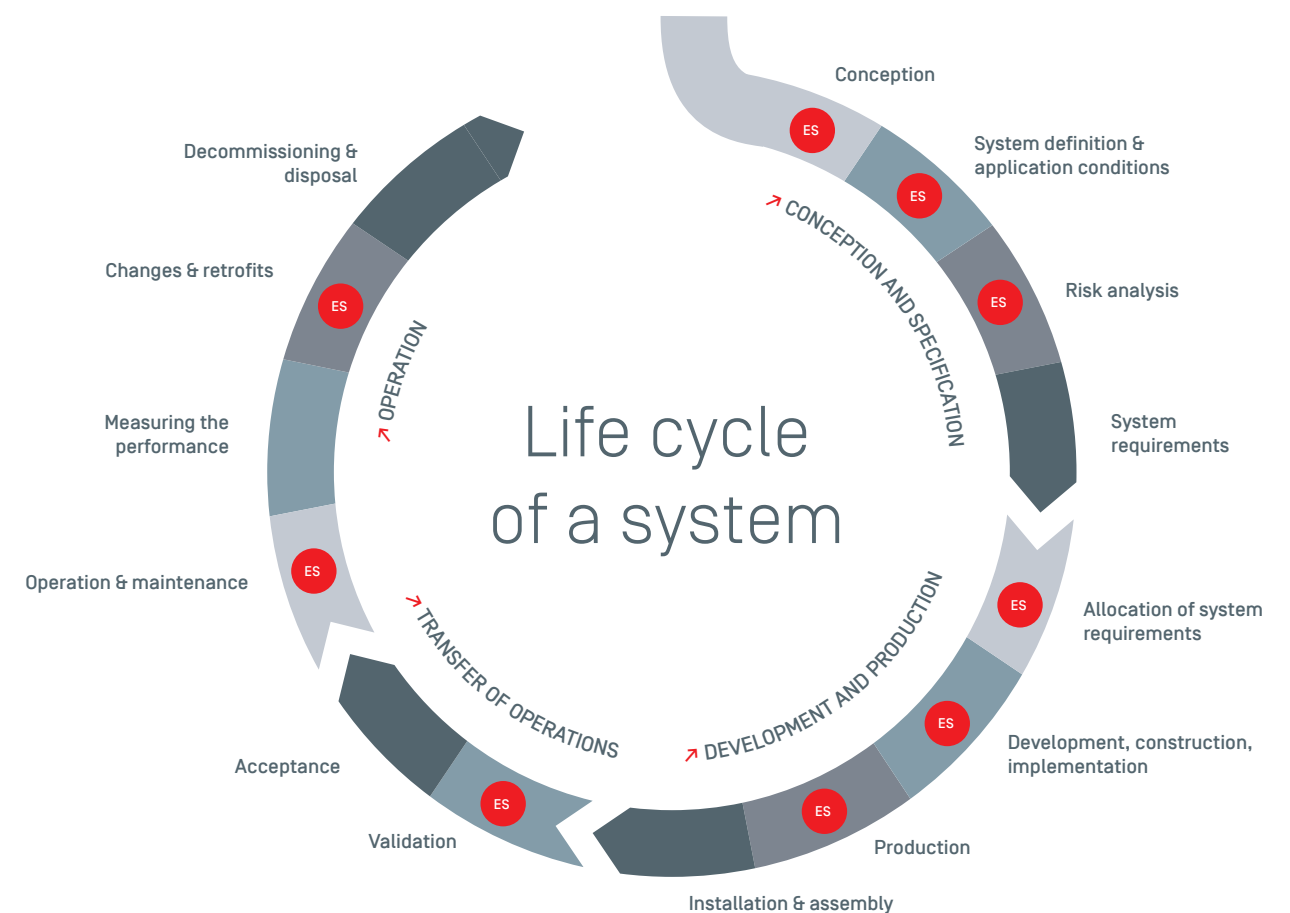 Life cycle
of a system
↗ CONCEPTION AND SPECIFICATION
Conception
ES
System definition &
application conditions
ES
Risk analysis
ES
System
requirements
↗ DEVELOPMENT AND PRODUCTION
Allocation of system
requirements
ES
Development, construction,
implementation
ES
Production
ES
Installation & assembly
↗ TRANSFER OF OPERATIONS
Validation
ES
Acceptance
↗ OPERATION
Operation & maintenance
ES
Measuring the
performance
Changes & retrofits
ES
Decommissioning &
disposal